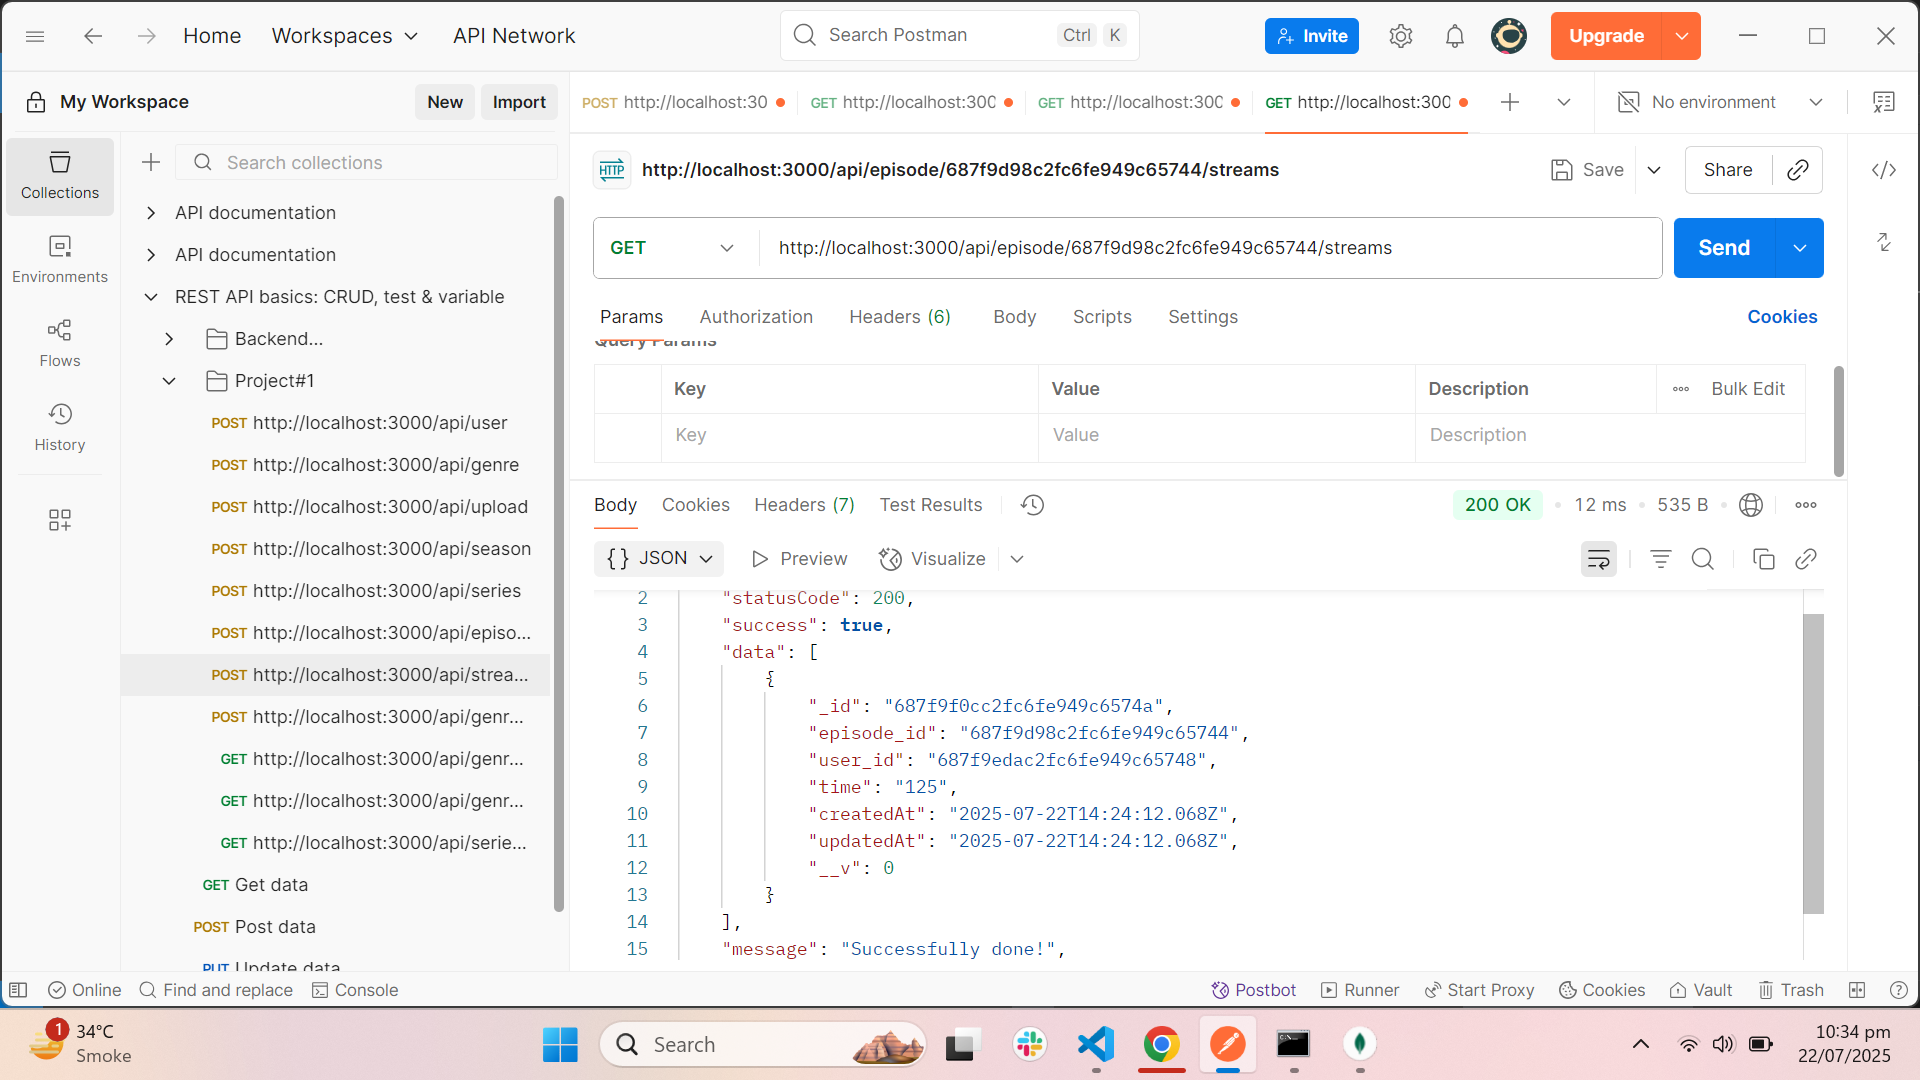 Home
Workspaces
API Network
Search Postman
Ctrl K
Invite
Upgrade
My Workspace
New
Import
POST http://localhost:30
GET http://localhost:300
GET http://localhost:300
GET http://localhost:300
No environment
Collections
Environments
Flows
History
Search collections
API documentation
API documentation
REST API basics: CRUD, test & variable
Backend...
Project#1
POST http://localhost:3000/api/user
POST http://localhost:3000/api/genre
POST http://localhost:3000/api/upload
POST http://localhost:3000/api/season
POST http://localhost:3000/api/series
POST http://localhost:3000/api/episo...
POST http://localhost:3000/api/strea...
POST http://localhost:3000/api/genr...
GET http://localhost:3000/api/genr...
GET http://localhost:3000/api/genr...
GET http://localhost:3000/api/serie...
GET Get data
POST Post data
PUT Update data
HTTP http://localhost:3000/api/episode/687f9d98c2fc6fe949c65744/streams
Save
Share
GET http://localhost:3000/api/episode/687f9d98c2fc6fe949c65744/streams
Send
Params Authorization Headers (6) Body Scripts Settings
Cookies
Query Params
Key Value Description Bulk Edit
Key Value Description
Body Cookies Headers (7) Test Results
200 OK • 12 ms • 535 B
{} JSON Preview Visualize
2 "statusCode": 200,
3 "success": true,
4 "data": [
5 {
6 "_id": "687f9f0cc2fc6fe949c6574a",
7 "episode_id": "687f9d98c2fc6fe949c65744",
8 "user_id": "687f9edac2fc6fe949c65748",
9 "time": "125",
10 "createdAt": "2025-07-22T14:24:12.068Z",
11 "updatedAt": "2025-07-22T14:24:12.068Z",
12 "__v": 0
13 }
14 ],
15 "message": "Successfully done!",
Online
Find and replace
Console
Postbot
Runner
Start Proxy
Cookies
Vault
Trash
1
34°C
Smoke
Search
10:34 pm
22/07/2025